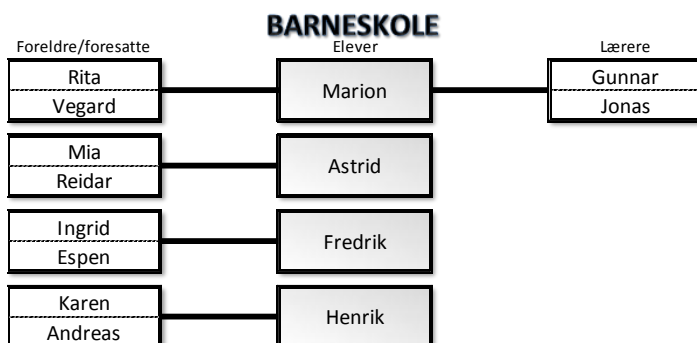 BARNESKOLE
Foreldre/foresatte Elever Lærere
Rita
Vegard
Marion
Gunnar
Jonas
Mia
Reidar
Astrid
Ingrid
Espen
Fredrik
Karen
Andreas
Henrik